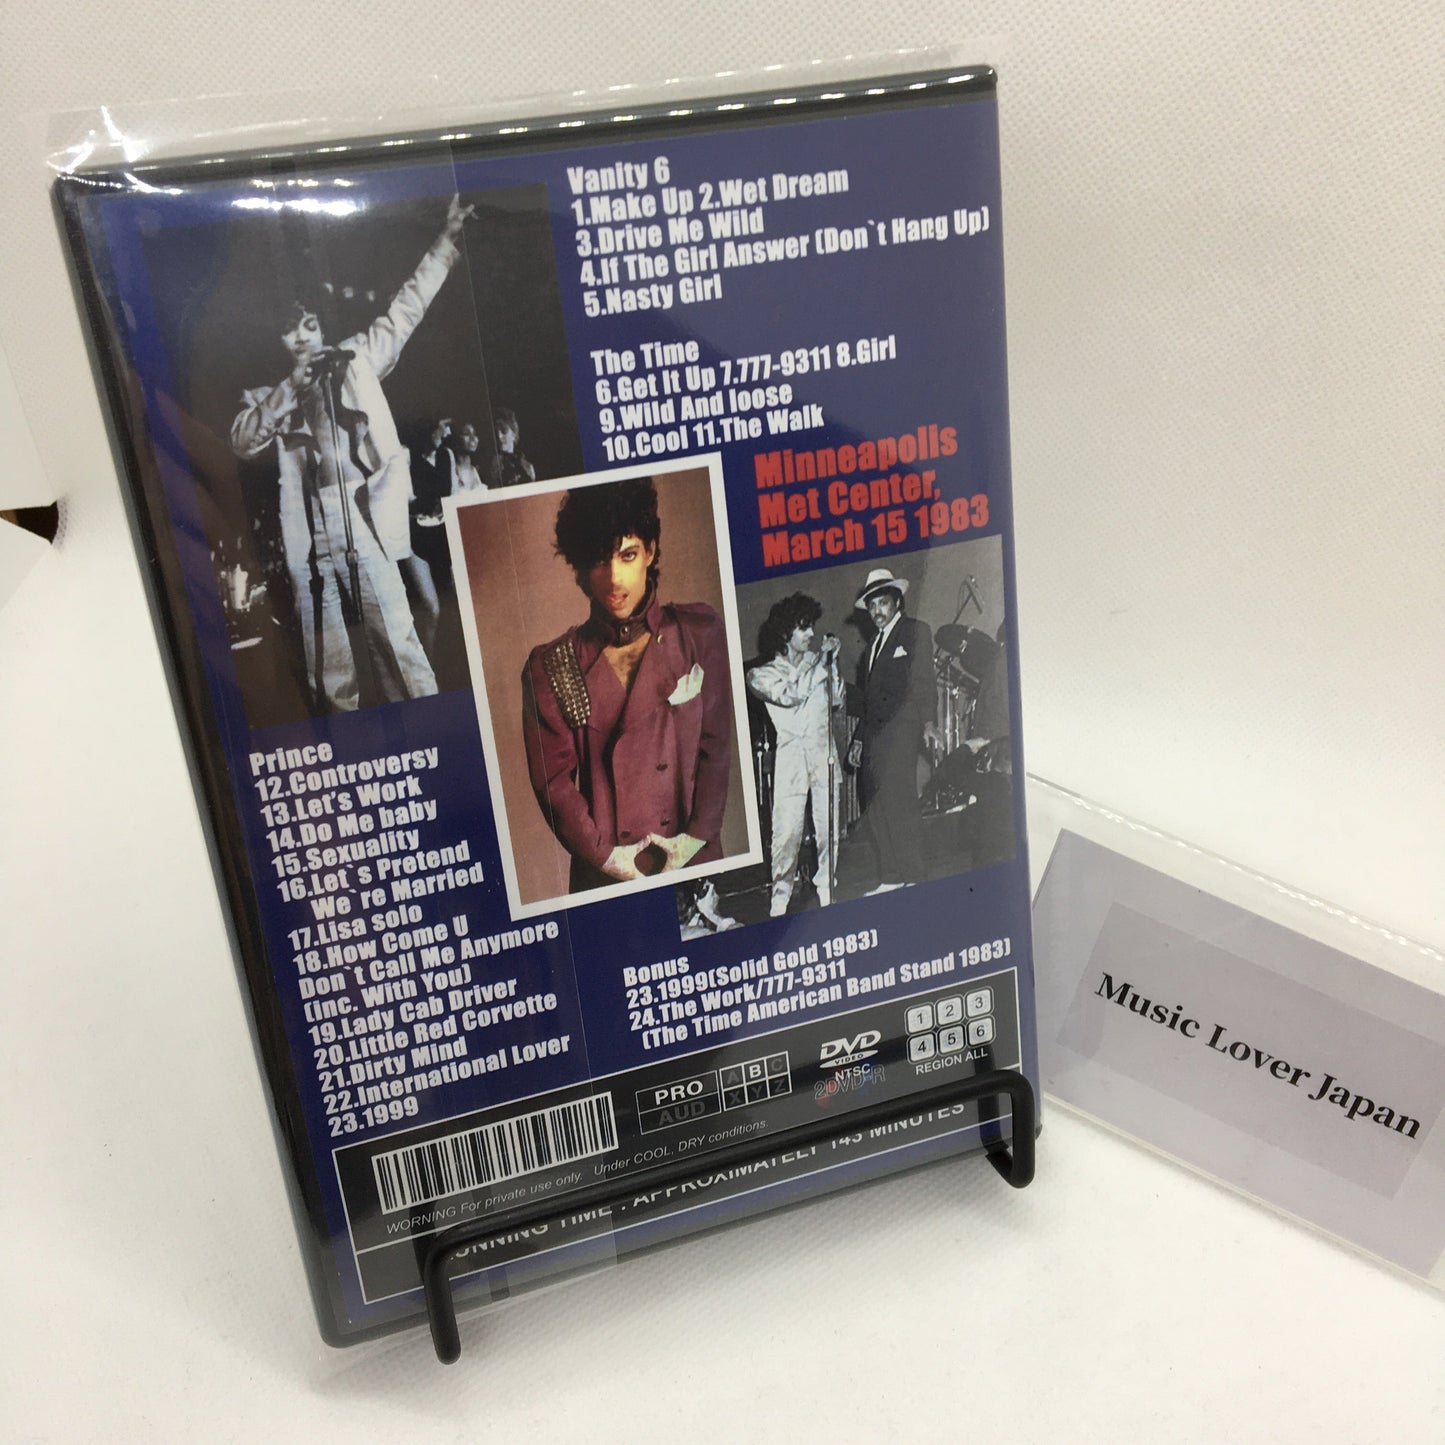 Vanity 6
1.Make Up 2.Wet Dream
3.Drive Me Wild
4.If The Girl Answer (Don`t Hang Up)
5.Nasty Girl
The Time
6.Get It Up 7.777-9311 8.Girl
9.Wild And loose
10.Cool 11.The Walk
Minneapolis
Met Center,
March 15 1983
Prince
12.Controversy
13.Let's Work
14.Do Me baby
15.Sexuality
16.Let`s Pretend
We`re Married
17.Lisa solo
18.How Come U
Don`t Call Me Anymore
(inc. With You)
19.Lady Cab Driver
20.Little Red Corvette
21.Dirty Mind
22.International Lover
23.1999
Bonus
23.1999(Solid Gold 1983)
24.The Work/777-9311
(The Time American Band Stand 1983)
PRO
AUD
A B C
X Y Z
DVD
VIDEO
NTSC
2DVD-R
1 2 3
4 5 6
REGION ALL
WORNING For private use only. Under COOL, DRY conditions.
RUNNING TIME : APPROXIMATELY 143 MINUTES
Music Lover Japan